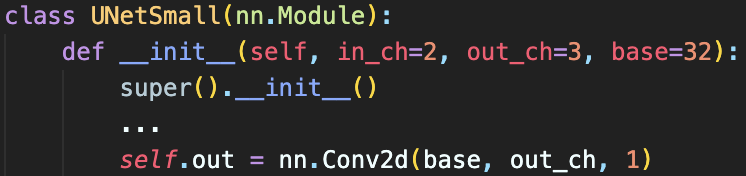 class UNetSmall(nn.Module):
    def __init__(self, in_ch=2, out_ch=3, base=32):
        super().__init__()
        ...
        self.out = nn.Conv2d(base, out_ch, 1)